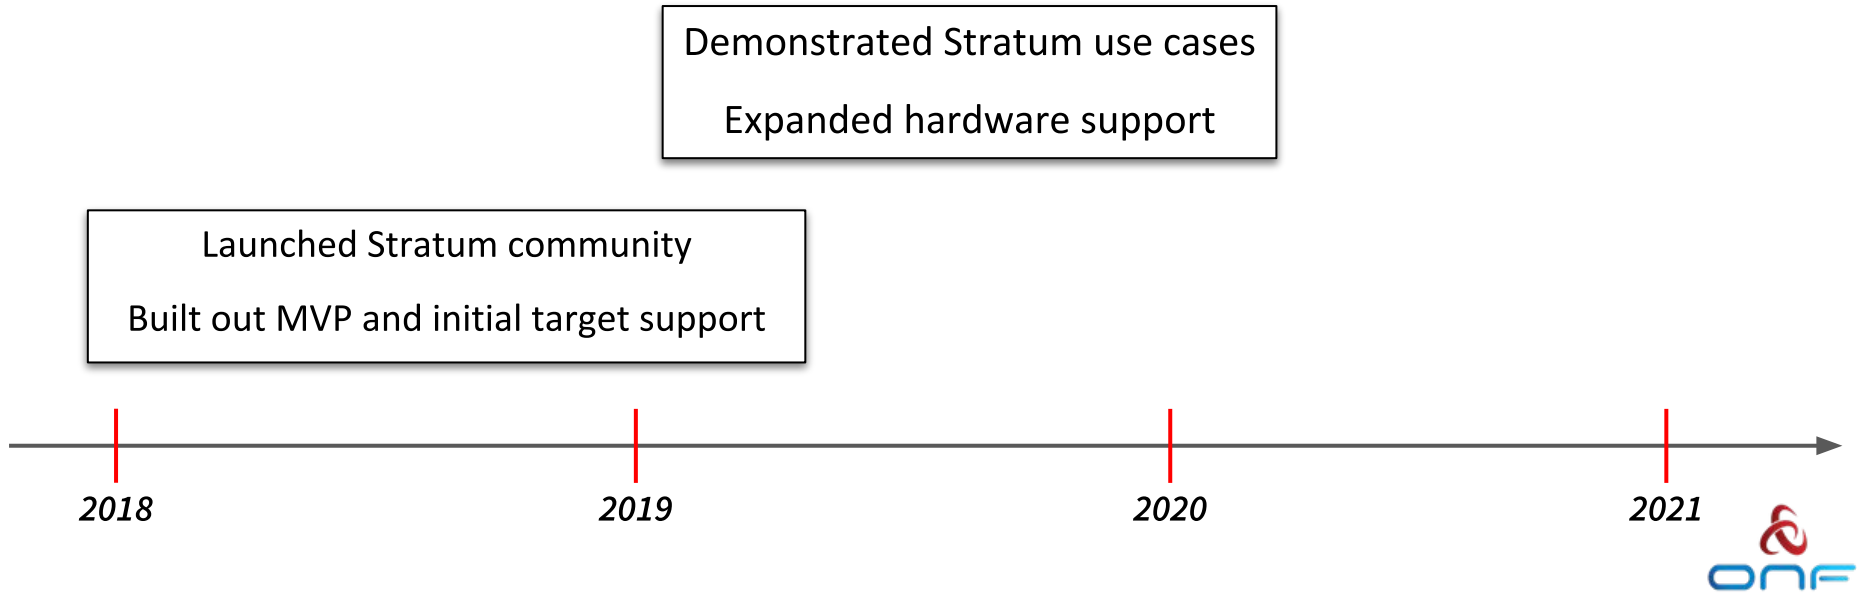 Demonstrated Stratum use cases
Expanded hardware support
Launched Stratum community
Built out MVP and initial target support
2018
2019
2020
2021
ONF